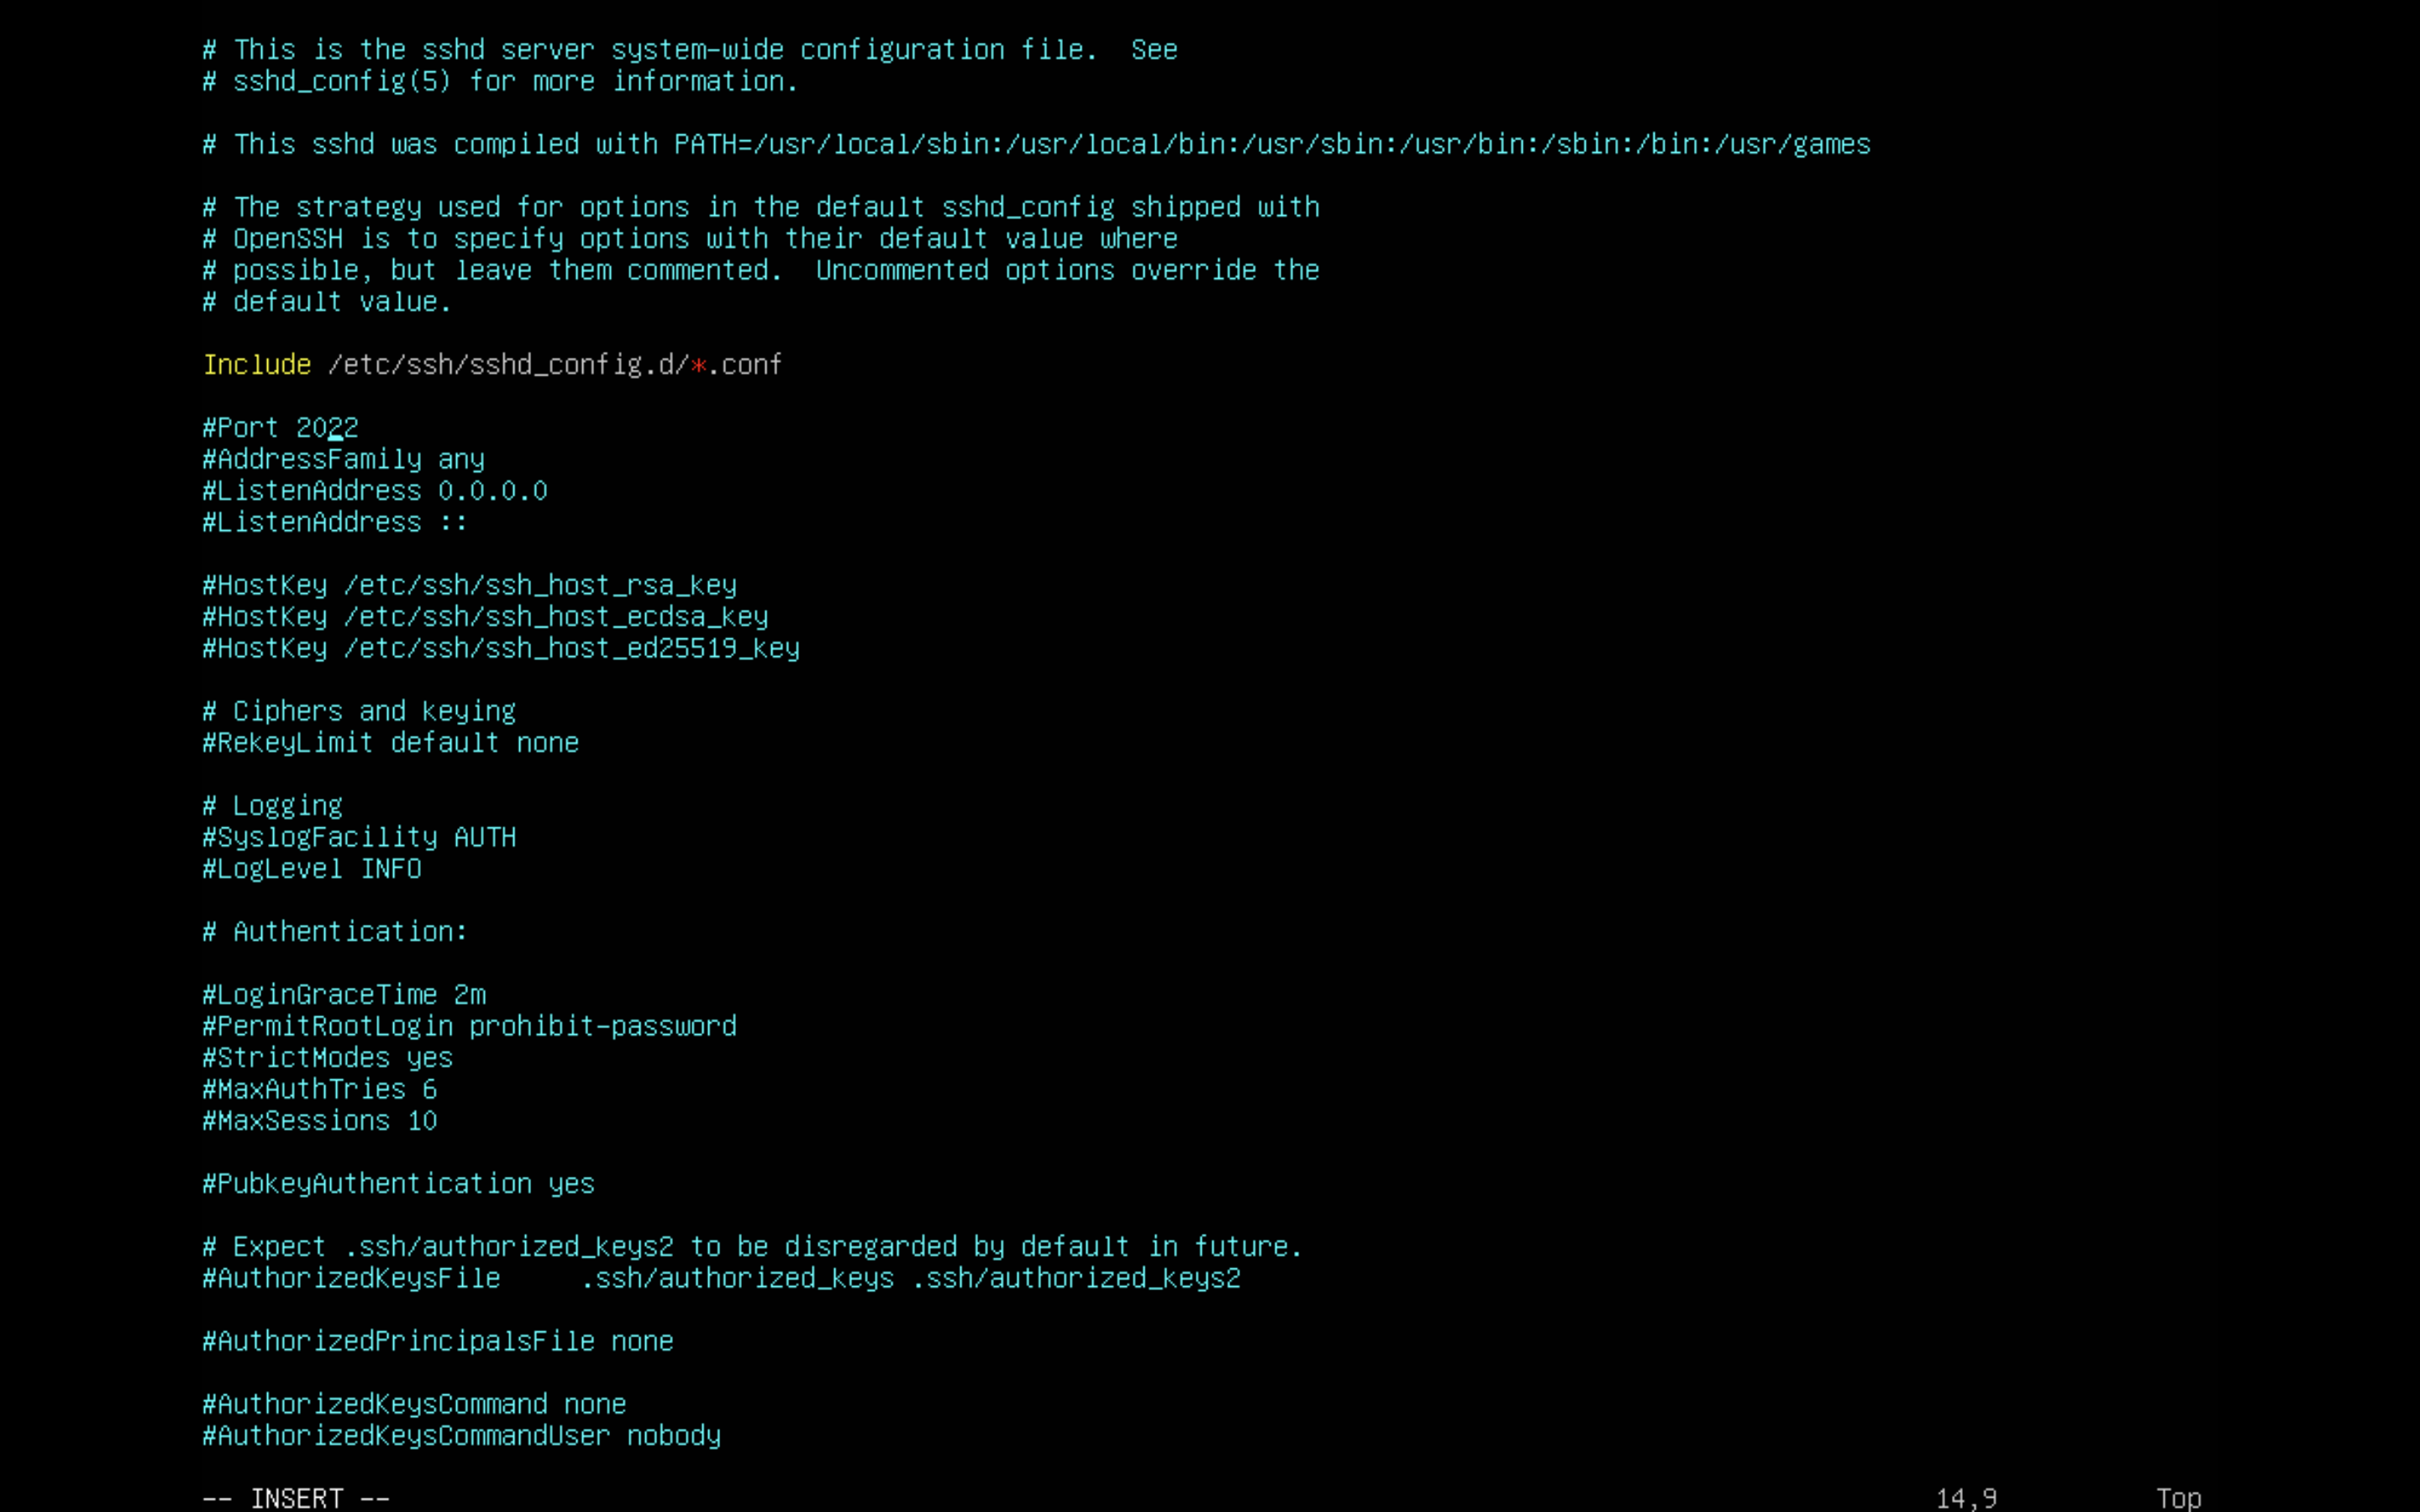 # This is the sshd server system-wide configuration file.  See
# sshd_config(5) for more information.
# This sshd was compiled with PATH=/usr/local/sbin:/usr/local/bin:/usr/sbin:/usr/bin:/sbin:/bin:/usr/games
# The strategy used for options in the default sshd_config shipped with
# OpenSSH is to specify options with their default value where
# possible, but leave them commented.  Uncommented options override the
# default value.
Include /etc/ssh/sshd_config.d/*.conf
#Port 2022
#AddressFamily any
#ListenAddress 0.0.0.0
#ListenAddress ::
#HostKey /etc/ssh/ssh_host_rsa_key
#HostKey /etc/ssh/ssh_host_ecdsa_key
#HostKey /etc/ssh/ssh_host_ed25519_key
# Ciphers and keying
#RekeyLimit default none
# Logging
#SyslogFacility AUTH
#LogLevel INFO
# Authentication:
#LoginGraceTime 2m
#PermitRootLogin prohibit-password
#StrictModes yes
#MaxAuthTries 6
#MaxSessions 10
#PubkeyAuthentication yes
# Expect .ssh/authorized_keys2 to be disregarded by default in future.
#AuthorizedKeysFile     .ssh/authorized_keys .ssh/authorized_keys2
#AuthorizedPrincipalsFile none
#AuthorizedKeysCommand none
#AuthorizedKeysCommandUser nobody
-- INSERT --                14,9          Top